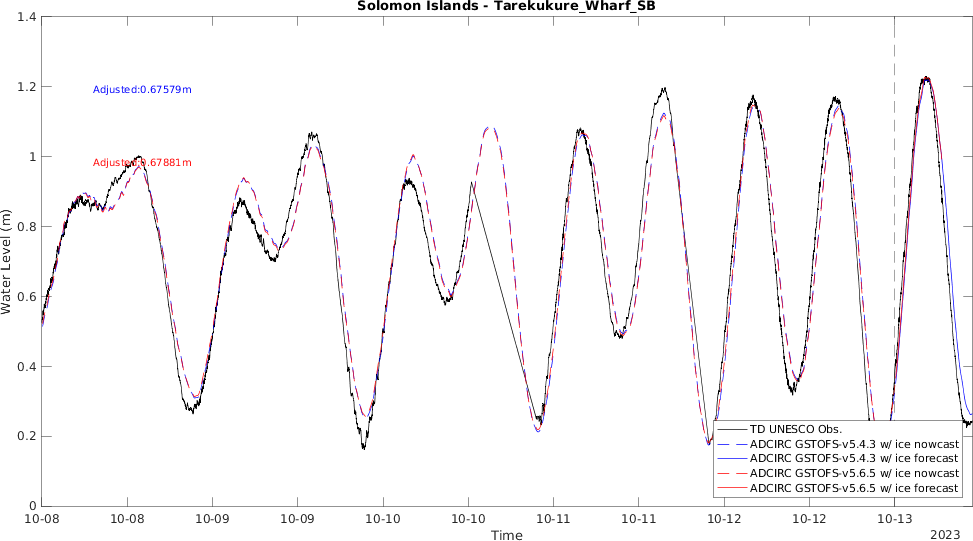 Solomon Islands - Tarekukure_Wharf_SB
1.4
1.2
1
0.8
0.6
0.4
0.2
0
Water Level (m)
Adjusted:0.67579m
Adjusted:0.67881m
TD UNESCO Obs.
ADCIRC GSTOFS-v5.4.3 w/ ice nowcast
ADCIRC GSTOFS-v5.4.3 w/ ice forecast
ADCIRC GSTOFS-v5.6.5 w/ ice nowcast
ADCIRC GSTOFS-v5.6.5 w/ ice forecast
10-08 10-08 10-09 10-09 10-10 10-10 10-11 10-11 10-12 10-12 10-13
Time
2023